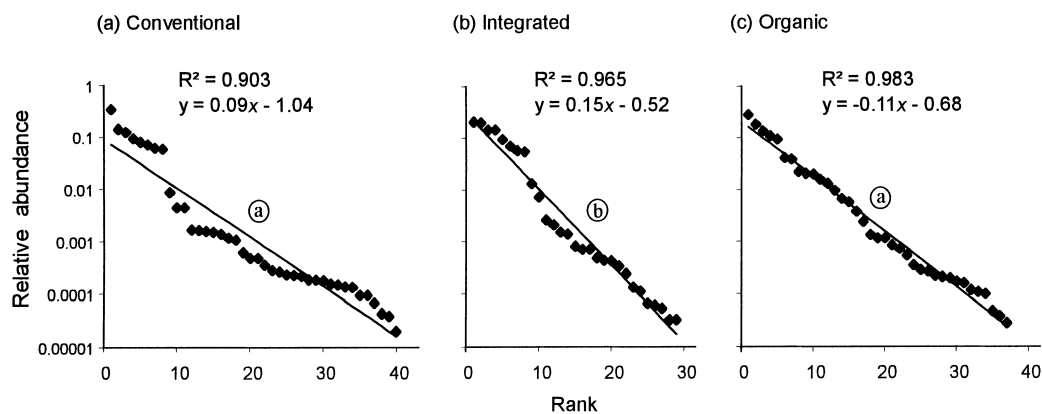 (a) Conventional
(b) Integrated
(c) Organic
R² = 0.903
y = 0.09x - 1.04
R² = 0.965
y = 0.15x - 0.52
R² = 0.983
y = -0.11x - 0.68
Relative abundance
1
0.1
0.01
0.001
0.0001
0.00001
a
b
a
0 10 20 30 40
0 10 20 30
0 10 20 30 40
Rank